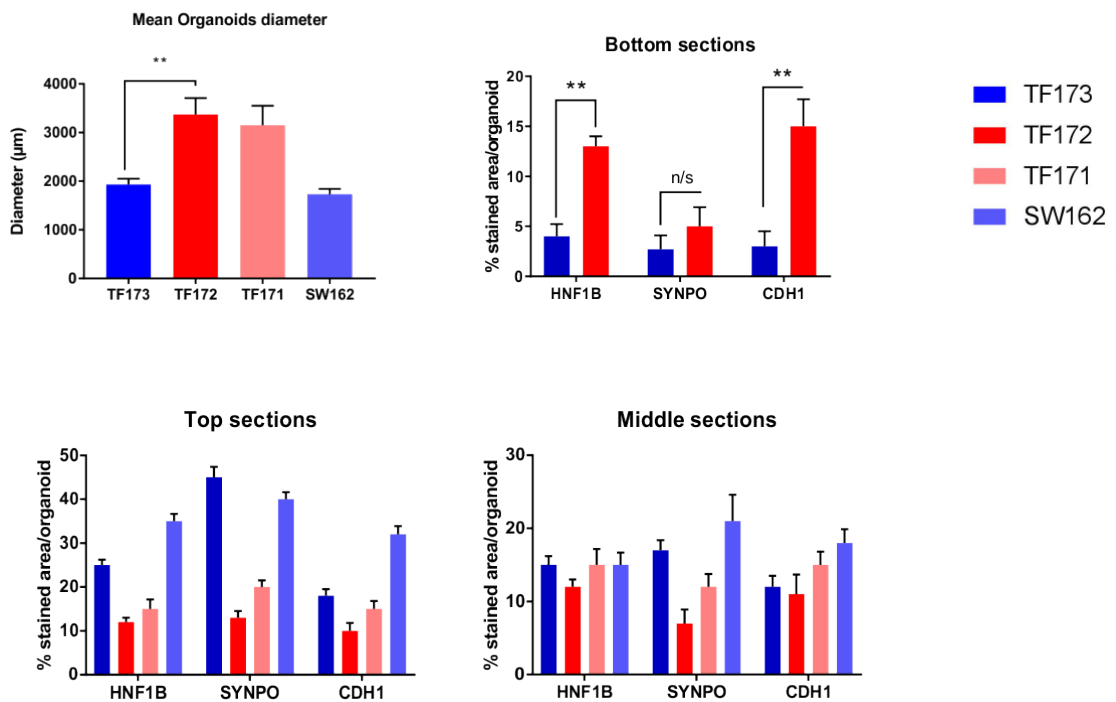 Mean Organoids diameter
**
4000
3000
2000
1000
0
Diameter (µm)
TF173 TF172 TF171 SW162
Bottom sections
20
15
10
5
0
% stained area/organoid
**
n/s
**
HNF1B SYNPO CDH1
TF173
TF172
TF171
SW162
Top sections
50
40
30
20
10
0
% stained area/organoid
HNF1B SYNPO CDH1
Middle sections
30
20
10
0
% stained area/organoid
HNF1B SYNPO CDH1